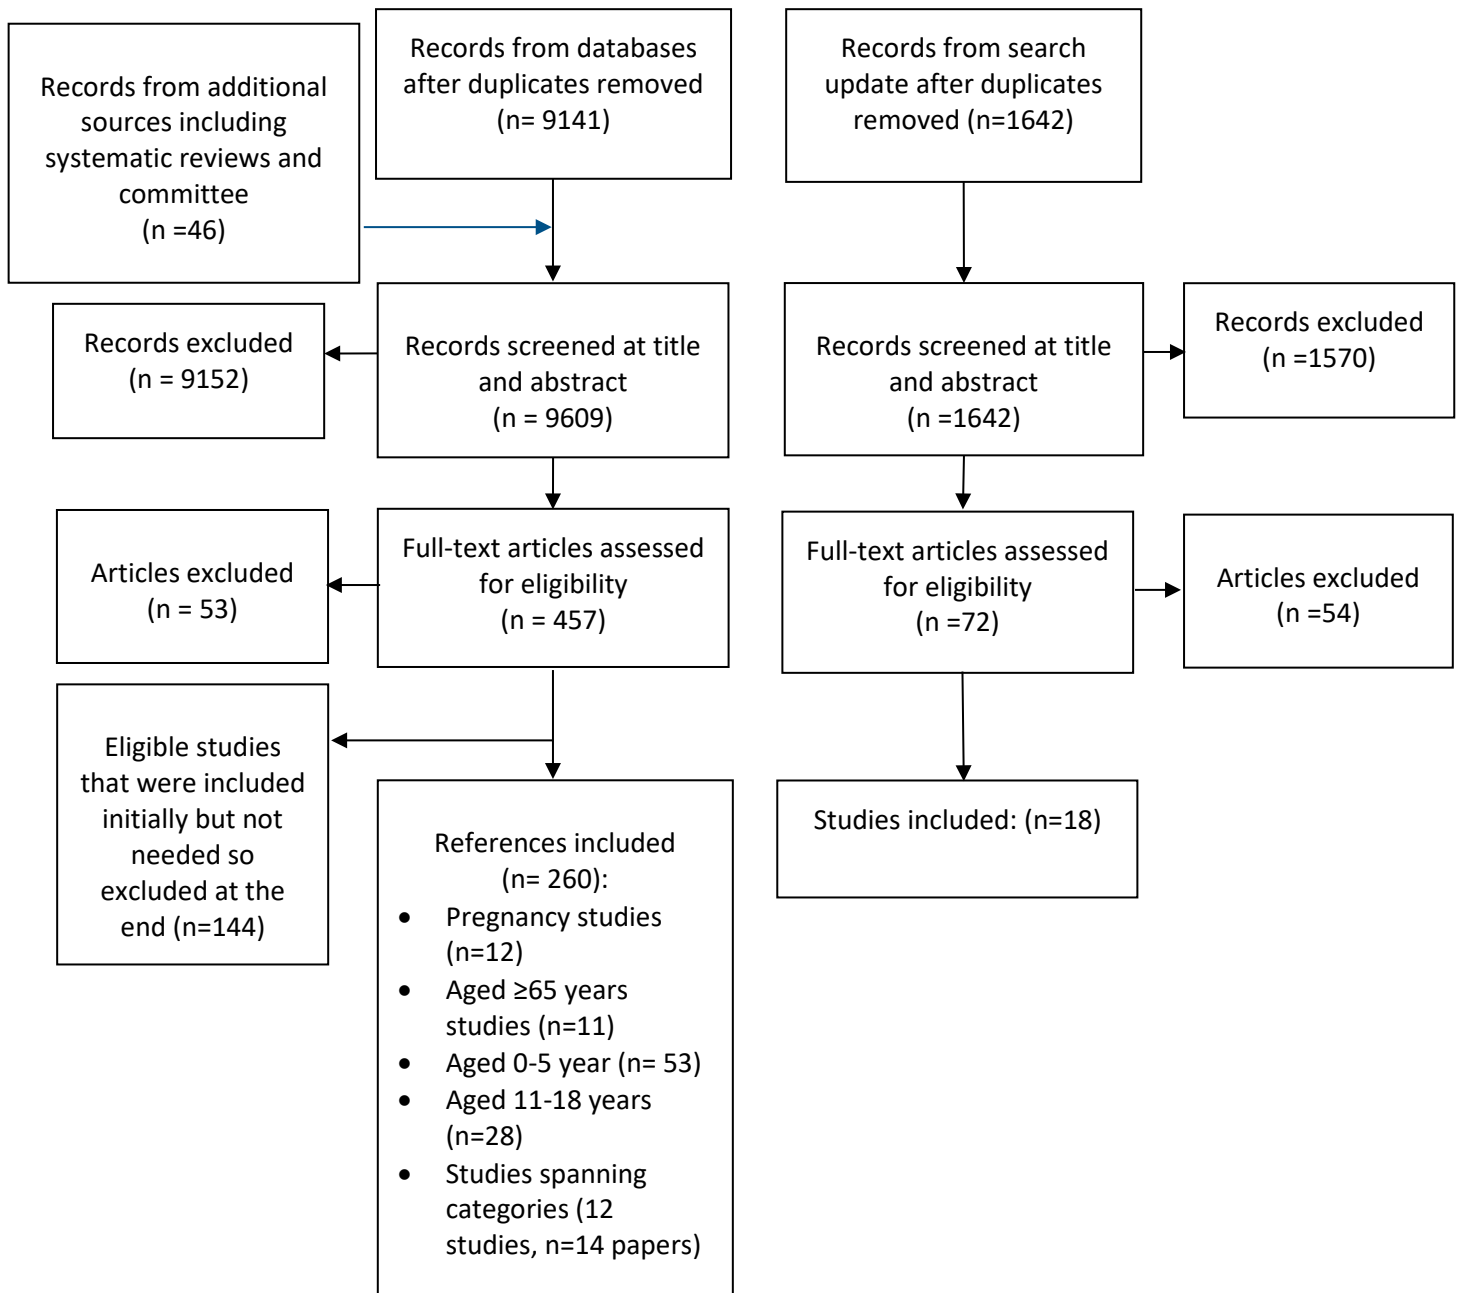 Records from additional
sources including
systematic reviews and
committee
(n =46)
Records from databases
after duplicates removed
(n= 9141)
Records from search
update after duplicates
removed (n=1642)
Records excluded
(n = 9152)
Records screened at title
and abstract
(n = 9609)
Records screened at title
and abstract
(n =1642)
Records excluded
(n =1570)
Articles excluded
(n = 53)
Full-text articles assessed
for eligibility
(n = 457)
Full-text articles assessed
for eligibility
(n =72)
Articles excluded
(n =54)
Eligible studies
that were included
initially but not
needed so
excluded at the
end (n=144)
References included
(n= 260):
• Pregnancy studies
(n=12)
• Aged ≥65 years
studies (n=11)
• Aged 0-5 year (n= 53)
• Aged 11-18 years
(n=28)
• Studies spanning
categories (12
studies, n=14 papers)
Studies included: (n=18)